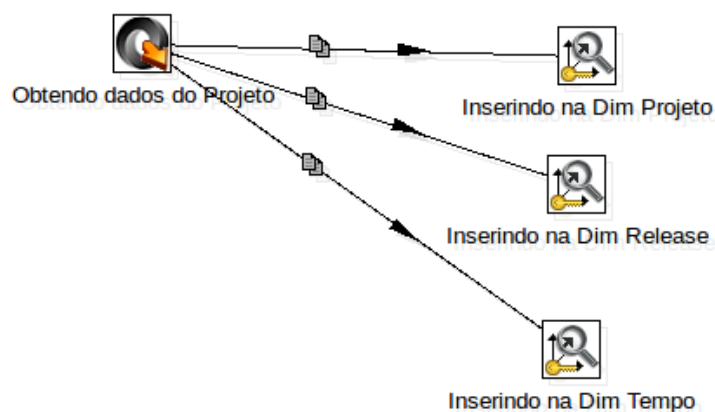 Obtendo dados do Projeto
Inserindo na Dim Projeto
Inserindo na Dim Release
Inserindo na Dim Tempo